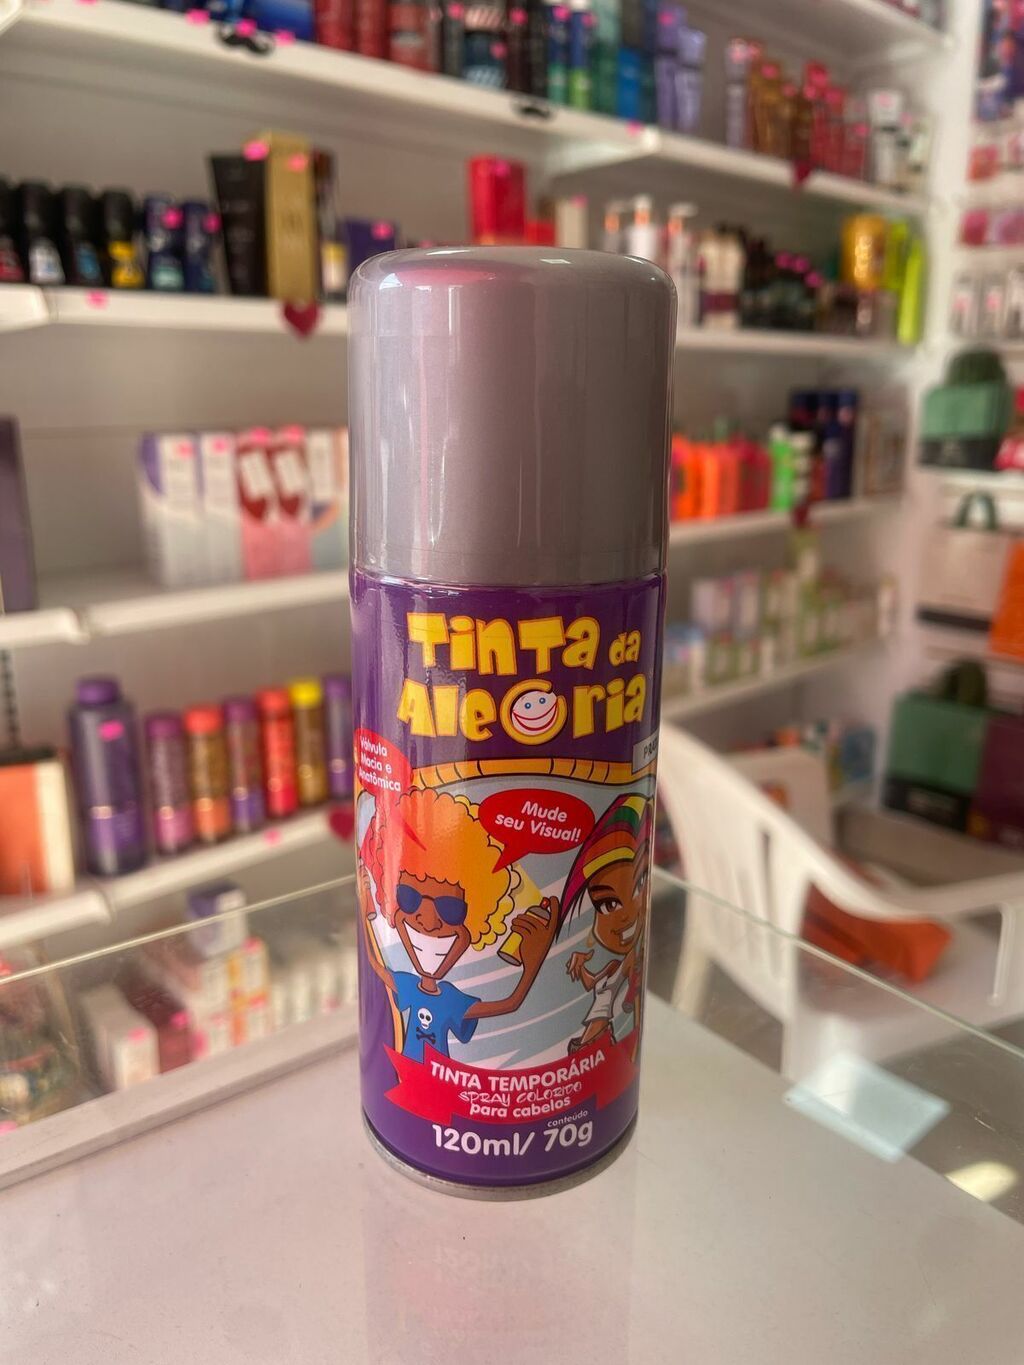 Tinta da
Alegria
Válvula
Macia e
Anatômica
Mude
seu Visual!
TINTA TEMPORÁRIA
SPRAY COLORIDO
para cabelos
conteúdo
120ml/ 70g